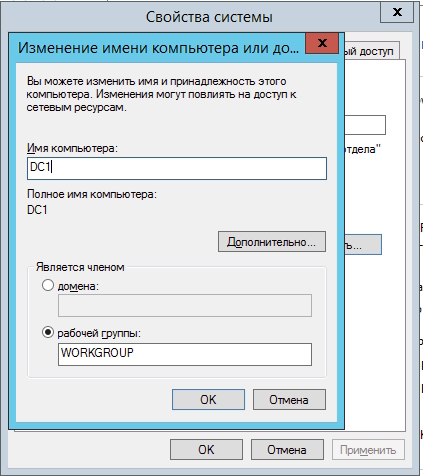 Свойства системы
x
Изменение имени компьютера или до...
x
ый доступ
Вы можете изменить имя и принадлежность этого
компьютера. Изменения могут повлиять на доступ к
сетевым ресурсам.
Имя компьютера:
DC1
отдела"
Полное имя компьютера:
DC1
Дополнительно...
ь...
Является членом
домена:
рабочей группы:
WORKGROUP
OK
Отмена
OK
Отмена
Применить